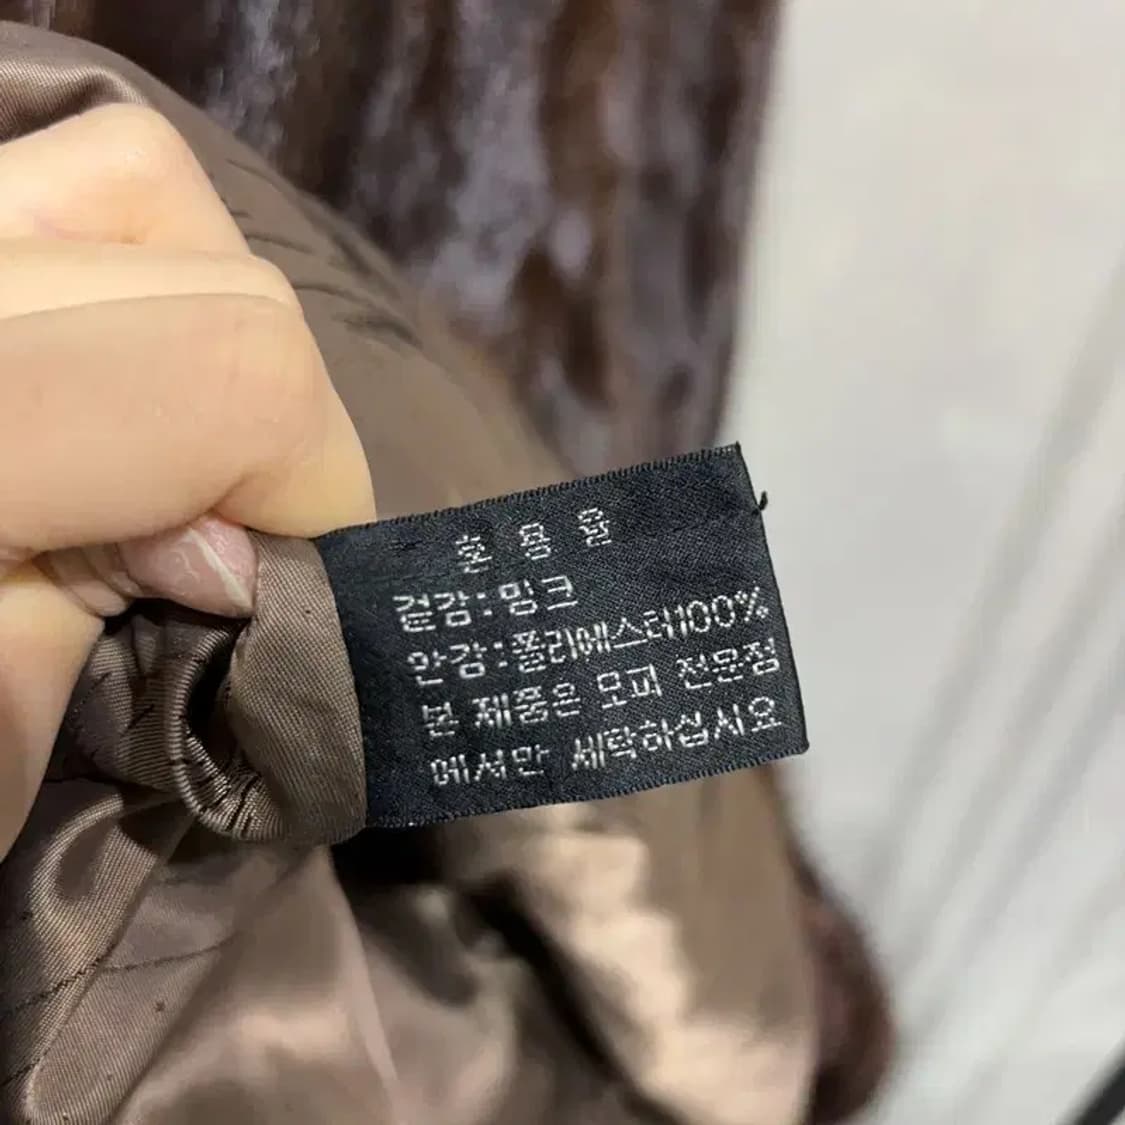 혼 용 율
겉감:밍크
안감:폴리에스터100%
본 제품은 모피 전문점
에서만 세탁하십시요